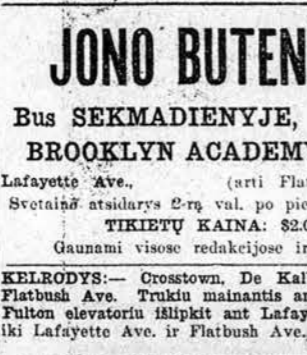 JONO BUTEN
Bus SEKMADIENYJE,
BROOKLYN ACADEM
Lafayette Ave., (arti Fla
Svetainė atsidarys 2-rą val. po pie
TIKIETŲ KAINA: $2.0
Gaunami visose redakcijose ir
KELRODYS:— Crosstown, De Kal
Flatbush Ave. Trukiu mainantis a
Fulton elevatoriu išlipkit ant Lafay
iki Lafayette Ave. ir Flatbush Ave.